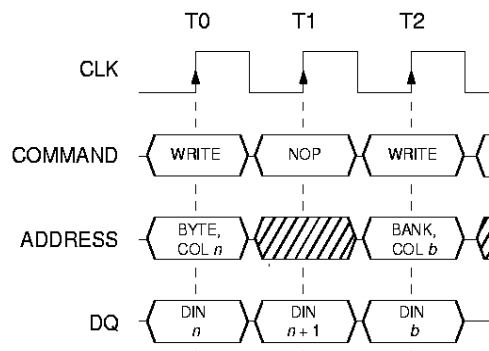 T0 T1 T2
CLK
COMMAND WRITE NOP WRITE
ADDRESS BYTE, COL n BANK, COL b
DQ DIN n DIN n + 1 DIN b